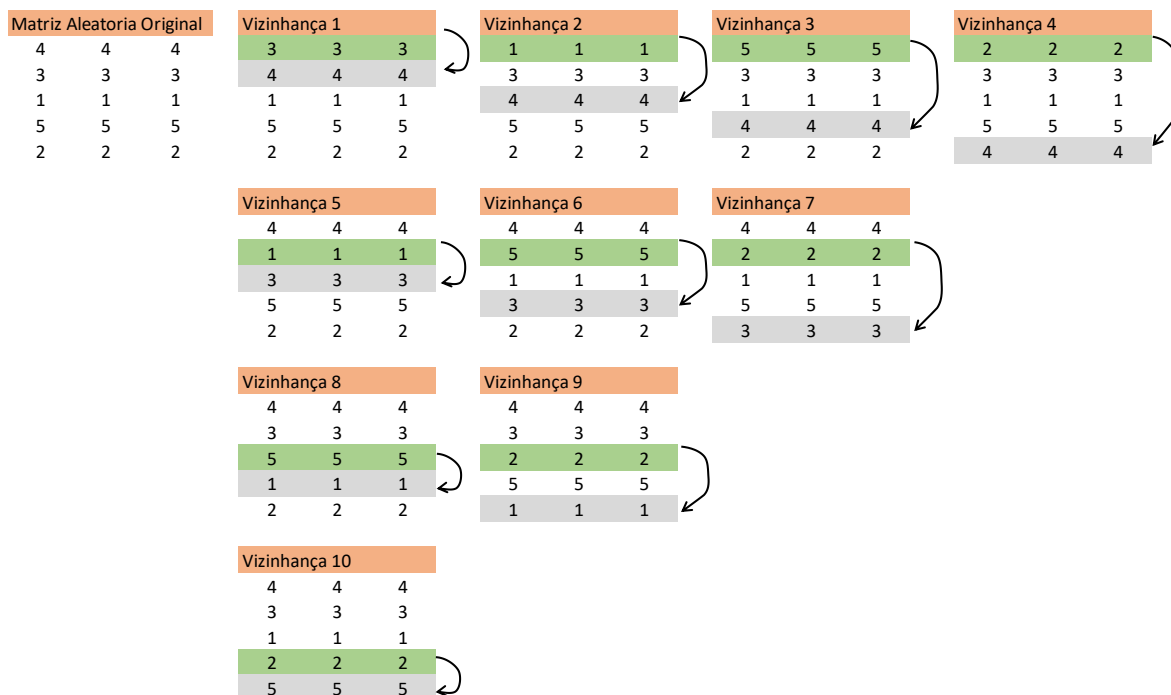 Matriz Aleatoria Original Vizinhança 1 Vizinhança 2 Vizinhança 3 Vizinhança 4
4 4 4 3 3 3 1 1 1 5 5 5 2 2 2
3 3 3 4 4 4 3 3 3 3 3 3 3 3 3
1 1 1 1 1 1 4 4 4 1 1 1 1 1 1
5 5 5 5 5 5 5 5 5 4 4 4 5 5 5
2 2 2 2 2 2 2 2 2 2 2 2 4 4 4
Vizinhança 5 Vizinhança 6 Vizinhança 7
4 4 4 4 4 4 4 4 4
1 1 1 5 5 5 2 2 2
3 3 3 1 1 1 1 1 1
5 5 5 3 3 3 5 5 5
2 2 2 2 2 2 3 3 3
Vizinhança 8 Vizinhança 9
4 4 4 4 4 4
3 3 3 3 3 3
5 5 5 2 2 2
1 1 1 5 5 5
2 2 2 1 1 1
Vizinhança 10
4 4 4
3 3 3
1 1 1
2 2 2
5 5 5